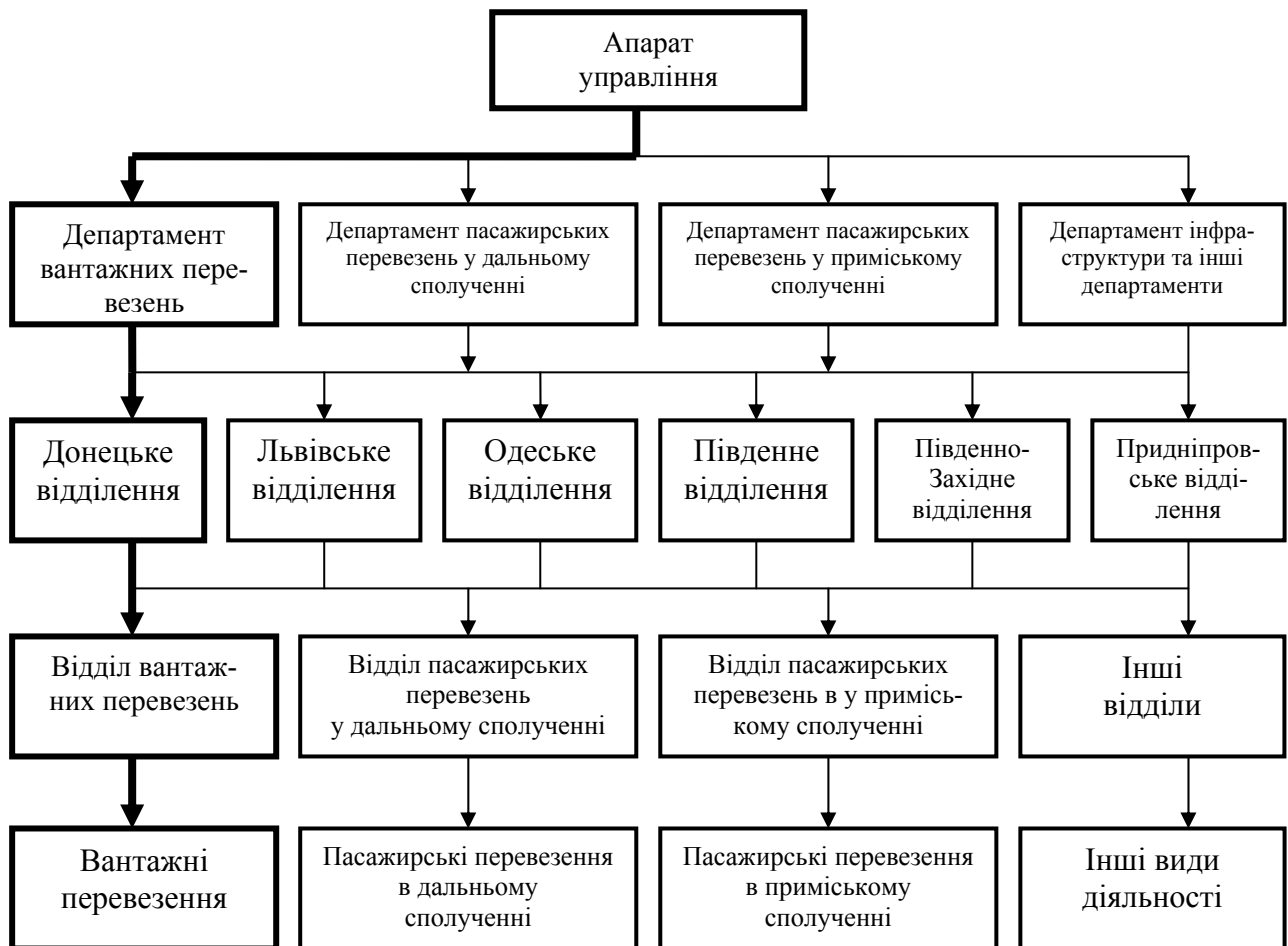 Апарат
управління
Департамент
вантажних пере-
везень
Департамент пасажирських
перевезень у дальньому
сполученні
Департамент пасажирських
перевезень у приміському
сполученні
Департамент інфра-
структури та інші
департаменти
Донецьке
відділення
Львівське
відділення
Одеське
відділення
Південне
відділення
Південно-
Західне
відділення
Придніпров-
ське відді-
лення
Відділ вантаж-
них перевезень
Відділ пасажирських
перевезень
у дальньому сполученні
Відділ пасажирських
перевезень в у примісь-
кому сполученні
Інші
відділи
Вантажні
перевезення
Пасажирські перевезення
в дальньому
сполученні
Пасажирські перевезення
в приміському
сполученні
Інші види
діяльності